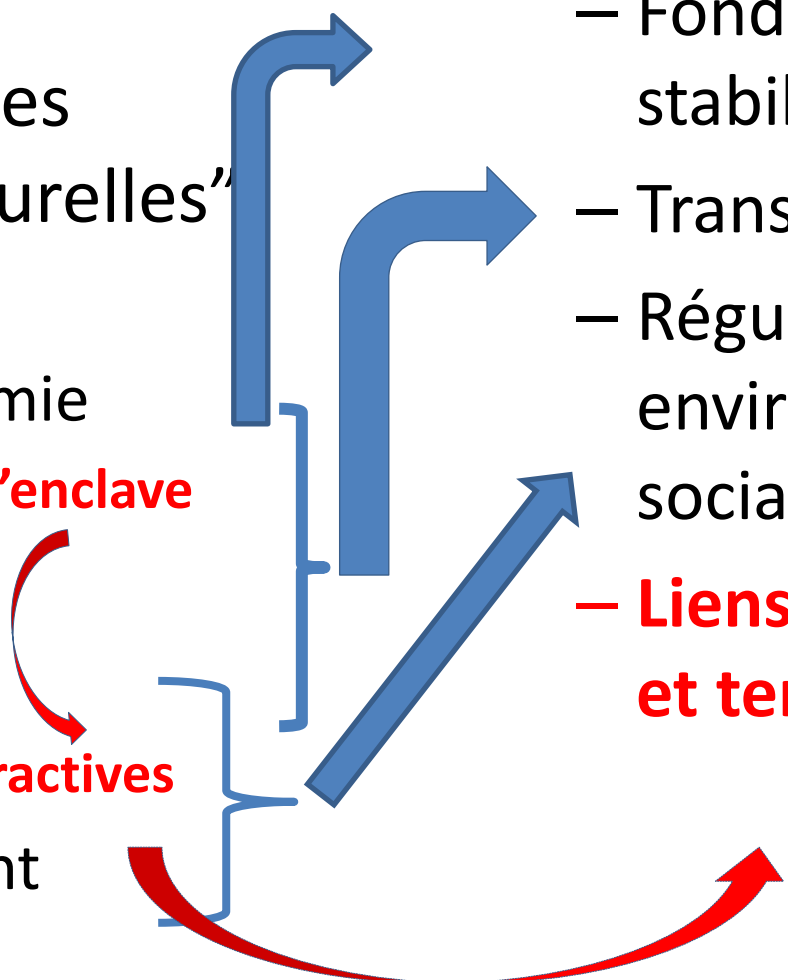 es
urelles”
mie
’enclave
ractives
nt
– Fond
stabil
– Trans
– Régu
envir
socia
– Liens
et ter